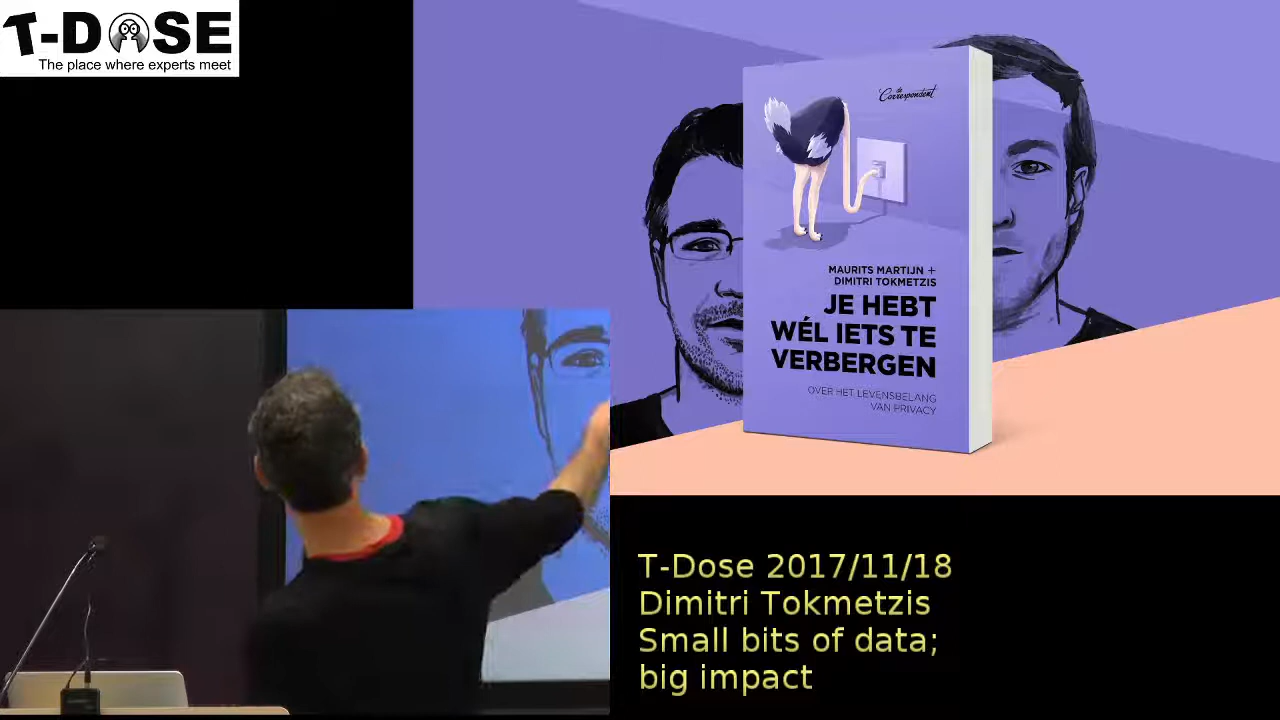 T-DOSE
The place where experts meet
de Correspondent
MAURITS MARTIJN +
DIMITRI TOKMETZIS
JE HEBT
WÉL IETS TE
VERBERGEN
OVER HET LEVENSBELANG
VAN PRIVACY
T-Dose 2017/11/18
Dimitri Tokmetzis
Small bits of data;
big impact